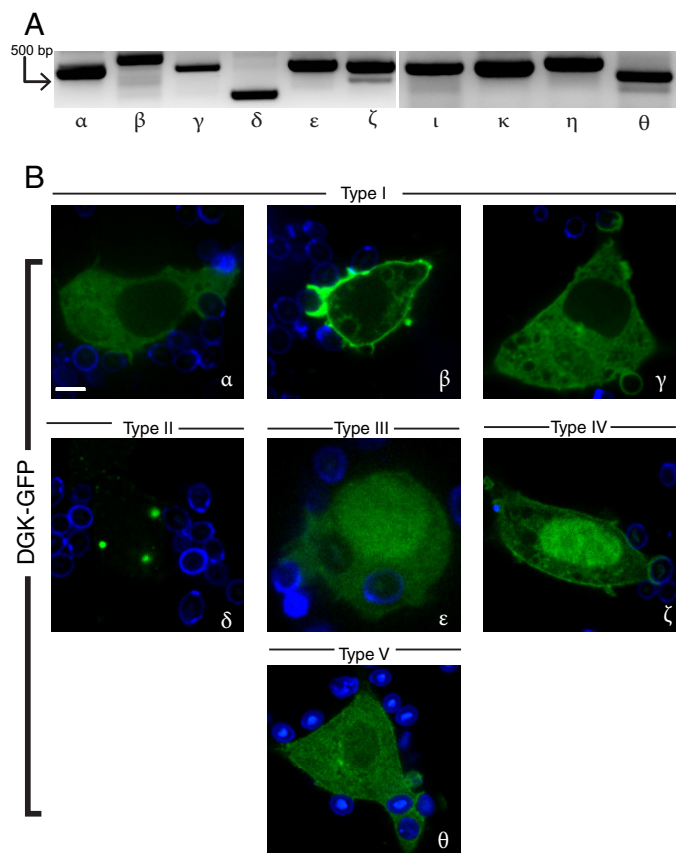 A
500 bp
α β γ δ ε ζ ι κ η θ
B
Type I
DGK-GFP
α β γ
Type II Type III Type IV
δ ε ζ
Type V
θ